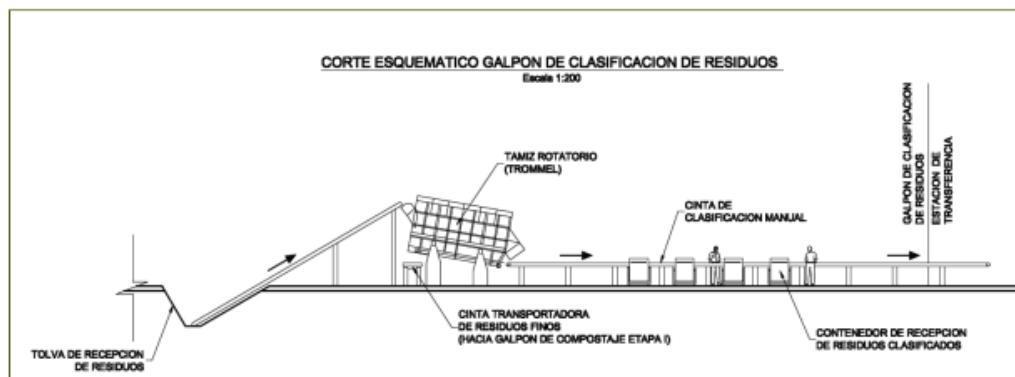 CORTE ESQUEMATICO GALPON DE CLASIFICACION DE RESIDUOS
Escala 1:200
TAMIZ ROTATORIO
(TROMMEL)
CINTA DE
CLASIFICACION MANUAL
GALPON DE CLASIFICACION
DE RESIDUOS
ESTACION DE
TRANSFERENCIA
TOLVA DE RECEPCION
DE RESIDUOS
CINTA TRANSPORTADORA
DE RESIDUOS FINOS
(HACIA GALPON DE COMPOSTAJE ETAPA I)
CONTENEDOR DE RECEPCION
DE RESIDUOS CLASIFICADOS